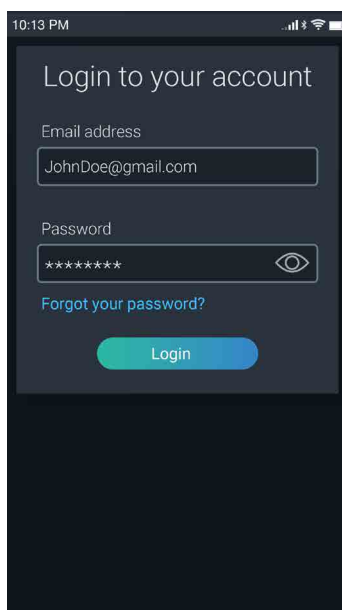 10:13 PM
Login to your account
Email address
JohnDoe@gmail.com
Password
********
Forgot your password?
Login